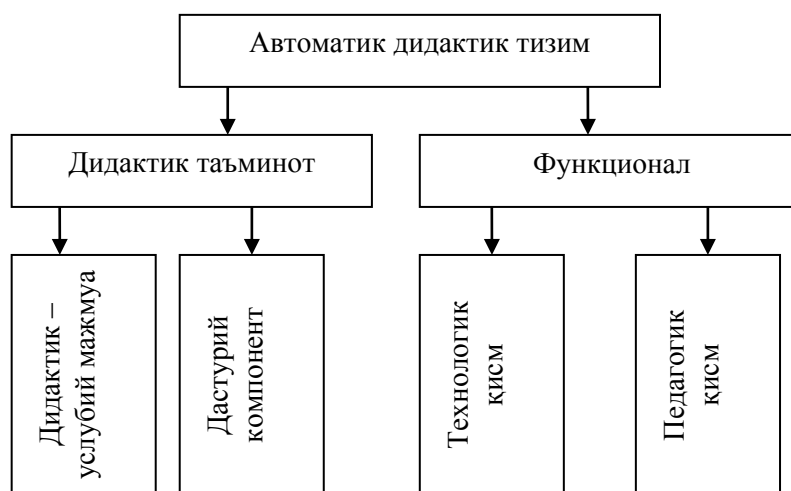 Автоматик дидактик тизим
Дидактик таъминот
Функционал
Дидактик –
услубий мажмуа
Дастурий
компонент
Технологик
қисм
Педагогик
қисм